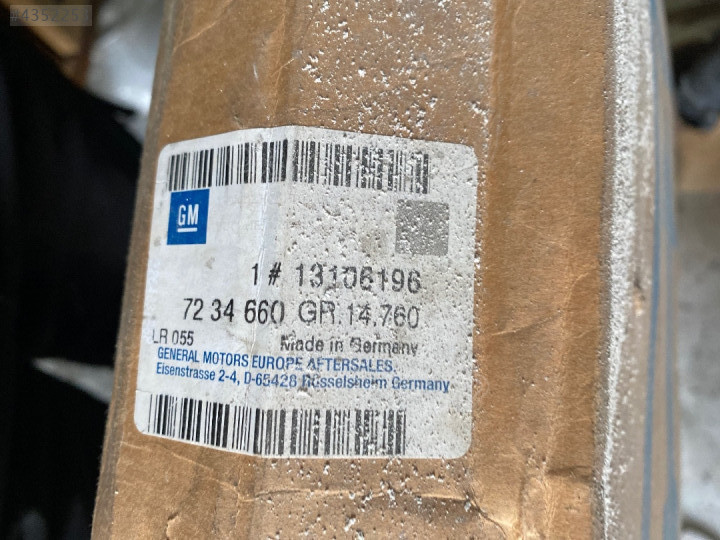 #4352253
GM
1 # 13106196
72 34 660 GR.14.760
LR 055
Made in Germany
GENERAL MOTORS EUROPE AFTERSALES,
Eisenstrasse 2-4, D-65428 Rüsselsheim Germany